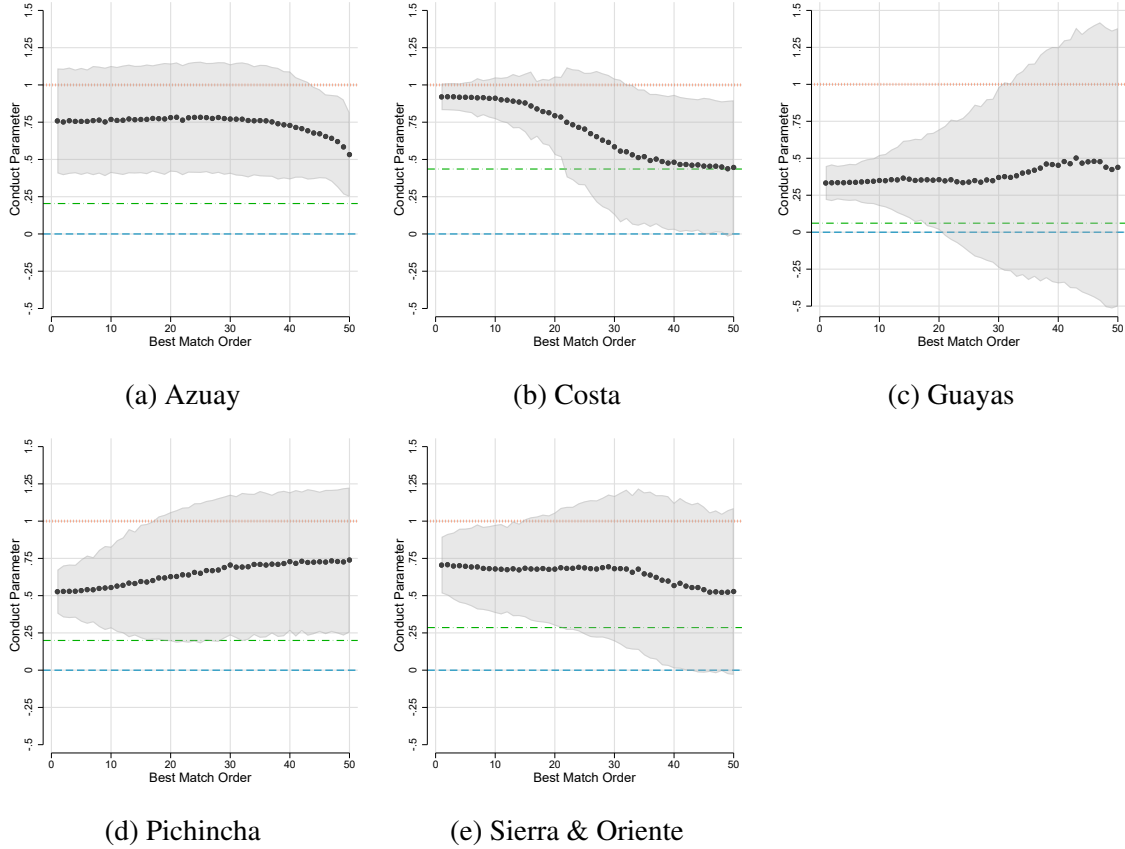 1.5
1.25
1
.75
.5
.25
0
-.25
-.5
Conduct Parameter
0 10 20 30 40 50
Best Match Order
(a) Azuay
1.5
1.25
1
.75
.5
.25
0
-.25
-.5
Conduct Parameter
0 10 20 30 40 50
Best Match Order
(b) Costa
1.5
1.25
1
.75
.5
.25
0
-.25
-.5
Conduct Parameter
0 10 20 30 40 50
Best Match Order
(c) Guayas
1.5
1.25
1
.75
.5
.25
0
-.25
-.5
Conduct Parameter
0 10 20 30 40 50
Best Match Order
(d) Pichincha
1.5
1.25
1
.75
.5
.25
0
-.25
-.5
Conduct Parameter
0 10 20 30 40 50
Best Match Order
(e) Sierra & Oriente